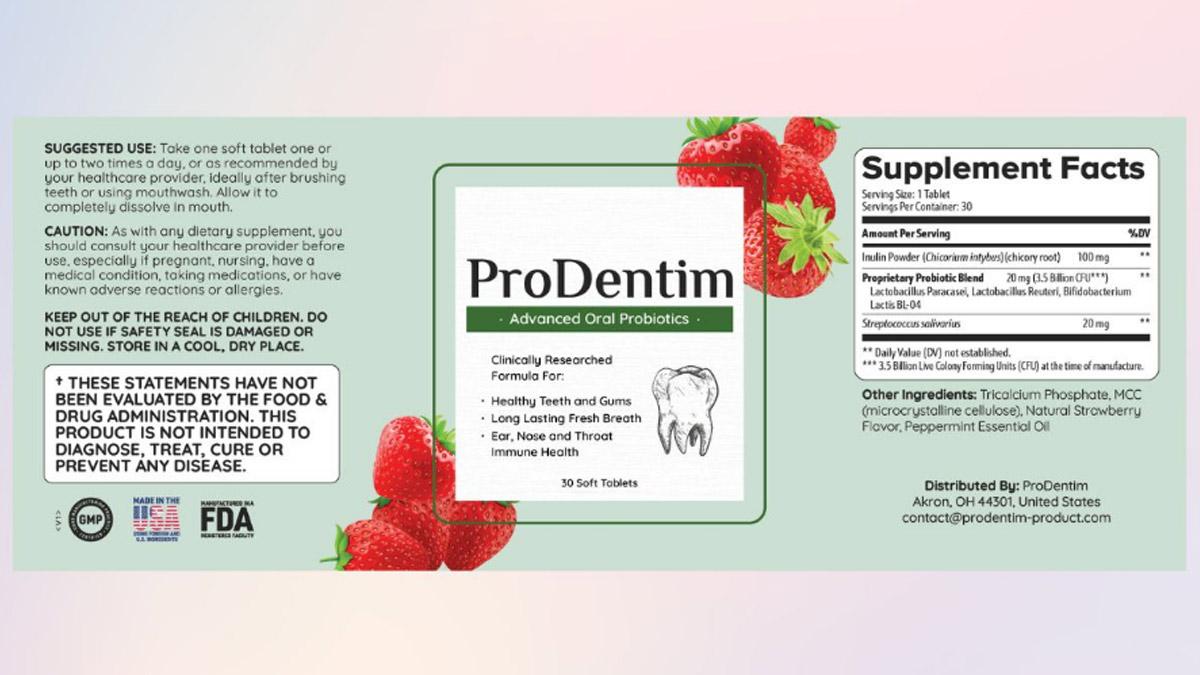 SUGGESTED USE: Take one soft tablet one or
up to two times a day, or as recommended by
your healthcare provider, ideally after brushing
teeth or using mouthwash. Allow it to
completely dissolve in mouth.
CAUTION: As with any dietary supplement, you
should consult your healthcare provider before
use, especially if pregnant, nursing, have a
medical condition, taking medications, or have
known adverse reactions or allergies.
KEEP OUT OF THE REACH OF CHILDREN. DO
NOT USE IF SAFETY SEAL IS DAMAGED OR
MISSING. STORE IN A COOL, DRY PLACE.
† THESE STATEMENTS HAVE NOT
BEEN EVALUATED BY THE FOOD &
DRUG ADMINISTRATION. THIS
PRODUCT IS NOT INTENDED TO
DIAGNOSE, TREAT, CURE OR
PREVENT ANY DISEASE.
<V1>
GMP
MADE IN THE
USA
USING FOREIGN AND
U.S. INGREDIENTS
MANUFACTURED IN A
FDA
REGISTERED FACILITY
ProDentim
· Advanced Oral Probiotics ·
Clinically Researched
Formula For:
· Healthy Teeth and Gums
· Long Lasting Fresh Breath
· Ear, Nose and Throat
Immune Health
30 Soft Tablets
Supplement Facts
Serving Size: 1 Tablet
Servings Per Container: 30
Amount Per Serving %DV
Inulin Powder (Chicorium intybus) (chicory root) 100 mg **
Proprietary Probiotic Blend 20 mg (3.5 Billion CFU***) **
Lactobacillus Paracasei, Lactobacillus Reuteri, Bifidobacterium
Lactis BL-04
Streptococcus salivarius 20 mg **
** Daily Value (DV) not established.
*** 3.5 Billion Live Colony Forming Units (CFU) at the time of manufacture.
Other Ingredients: Tricalcium Phosphate, MCC
(microcrystalline cellulose), Natural Strawberry
Flavor, Peppermint Essential Oil
Distributed By: ProDentim
Akron, OH 44301, United States
contact@prodentim-product.com